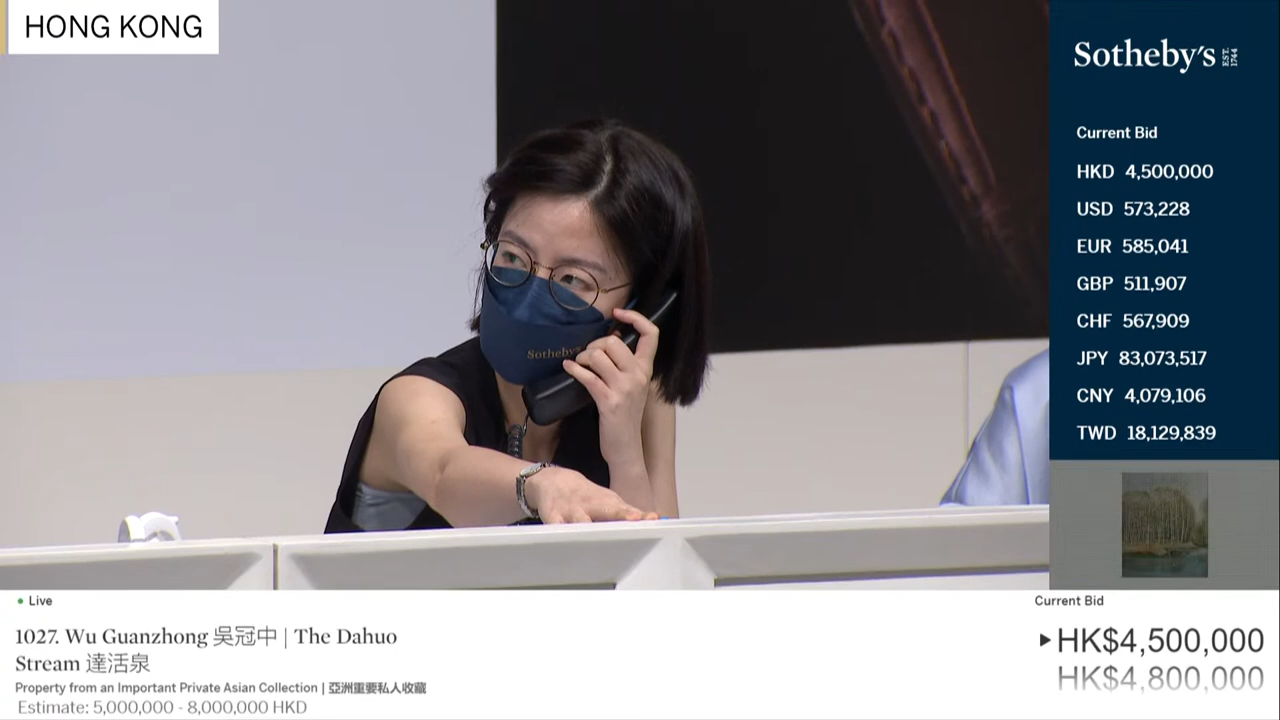 HONG KONG
Sotheby's EST. 1744
Current Bid
HKD 4,500,000
USD 573,228
EUR 585,041
GBP 511,907
CHF 567,909
JPY 83,073,517
CNY 4,079,106
TWD 18,129,839
Sotheby's
Live
1027. Wu Guanzhong 吳冠中 | The Dahuo
Stream 達活泉
Property from an Important Private Asian Collection | 亞洲重要私人收藏
Estimate: 5,000,000 - 8,000,000 HKD
Current Bid
HK$4,500,000
HK$4,800,000